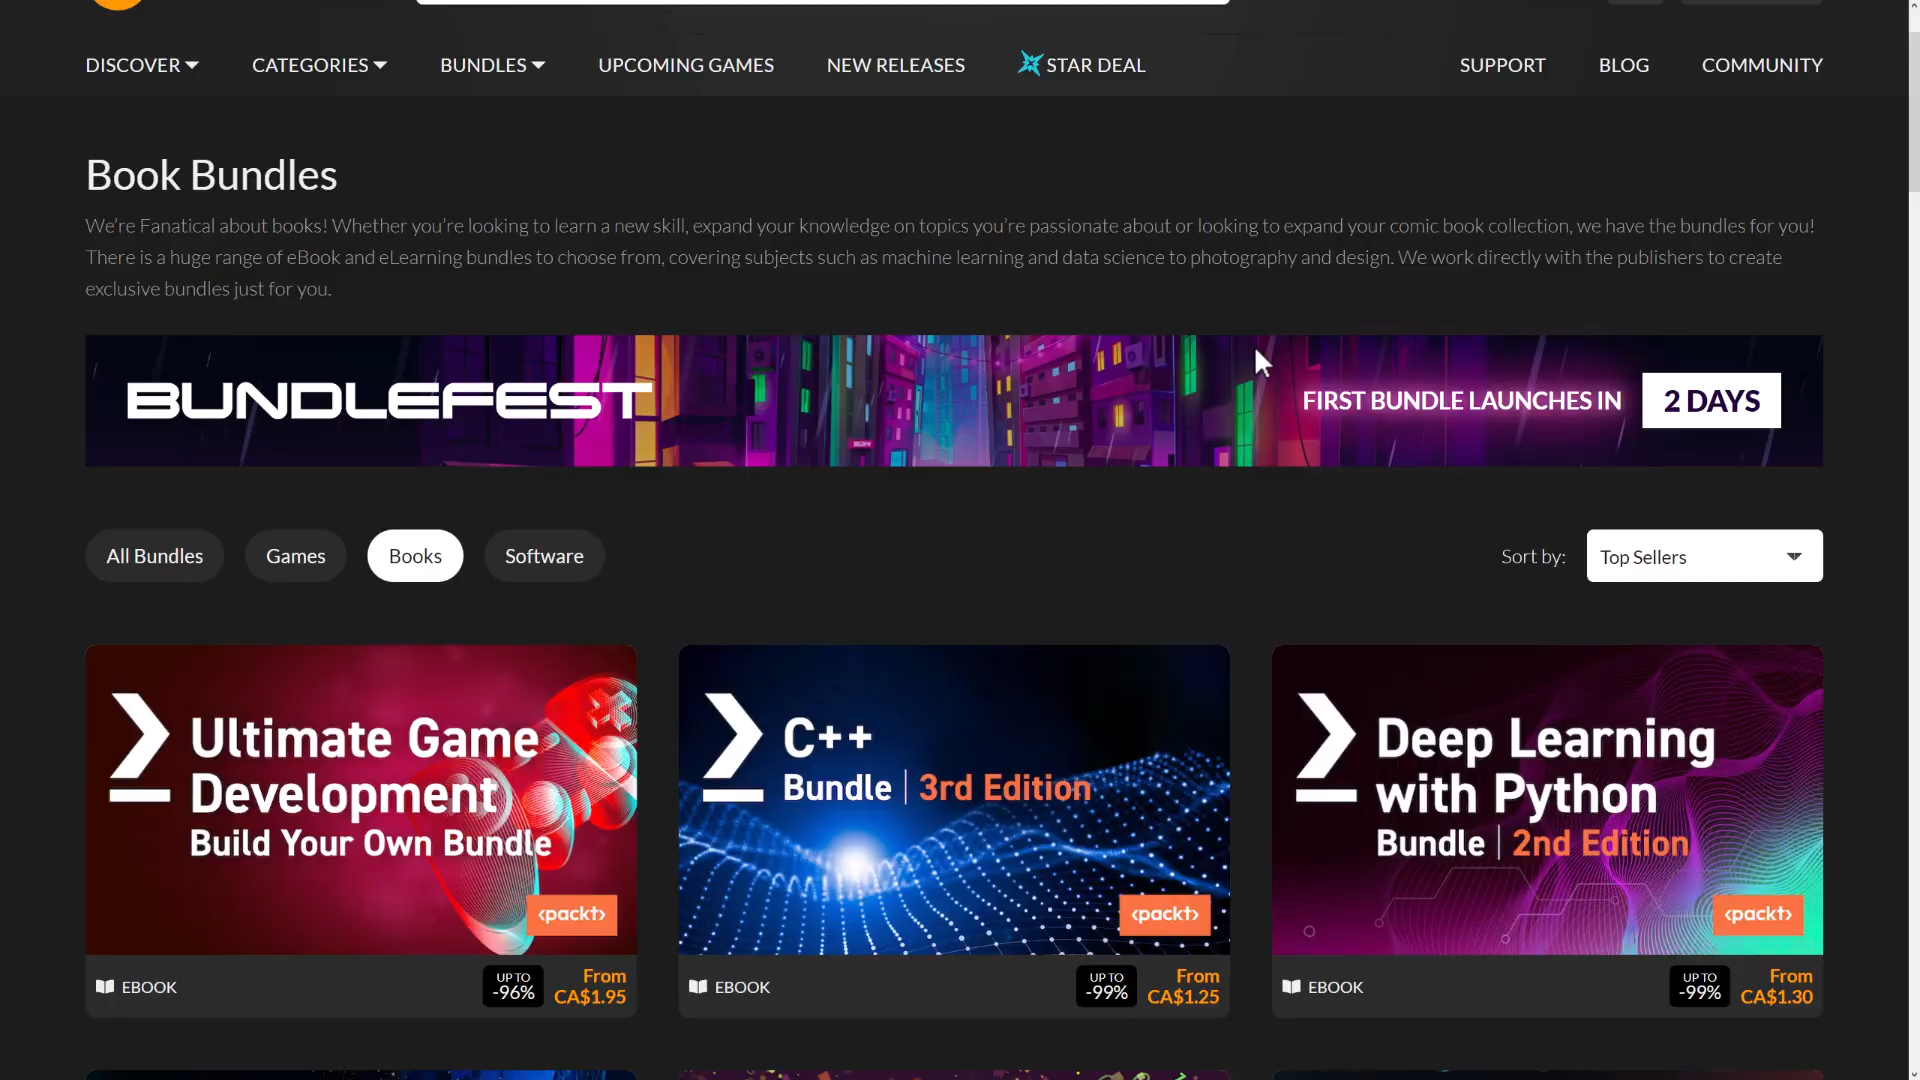 DISCOVER
CATEGORIES
BUNDLES
UPCOMING GAMES
NEW RELEASES
STAR DEAL
SUPPORT
BLOG
COMMUNITY
Book Bundles
We're Fanatical about books! Whether you're looking to learn a new skill, expand your knowledge on topics you're passionate about or looking to expand your comic book collection, we have the bundles for you!
There is a huge range of eBook and eLearning bundles to choose from, covering subjects such as machine learning and data science to photography and design. We work directly with the publishers to create
exclusive bundles just for you.
BUNDLEFEST
FIRST BUNDLE LAUNCHES IN
2 DAYS
All Bundles
Games
Books
Software
Sort by:
Top Sellers
Ultimate Game
Development
Build Your Own Bundle
<packt>
EBOOK
UP TO
-96%
From
CA$1.95
C++
Bundle | 3rd Edition
<packt>
EBOOK
UP TO
-99%
From
CA$1.25
Deep Learning
with Python
Bundle | 2nd Edition
<packt>
EBOOK
UP TO
-99%
From
CA$1.30